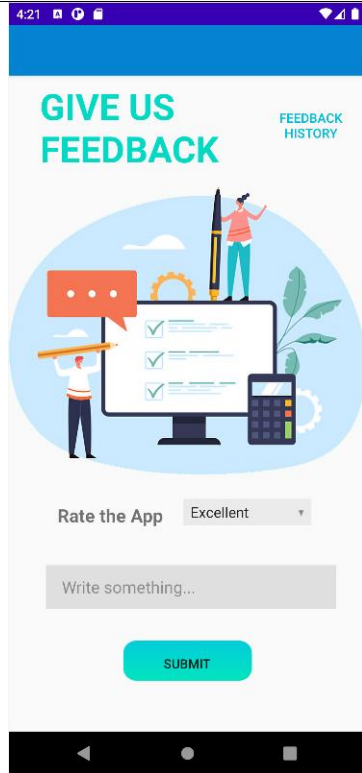 4:21
GIVE US
FEEDBACK
FEEDBACK
HISTORY
Rate the App
Excellent
Write something...
SUBMIT